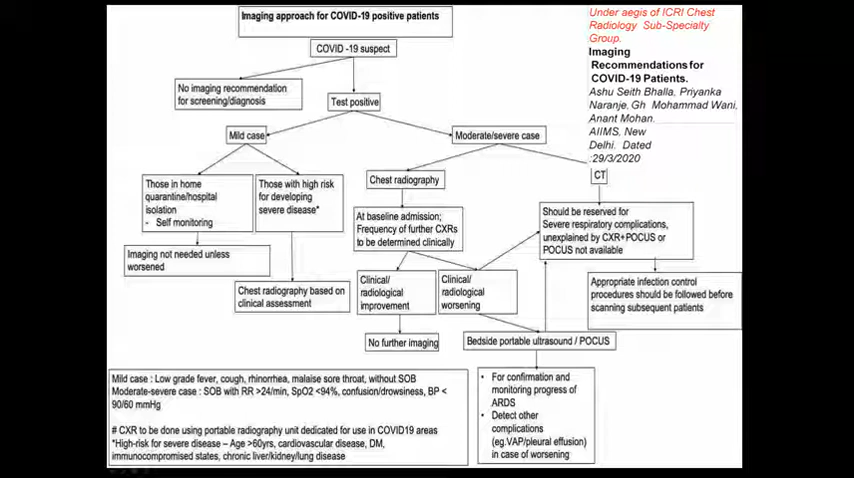 Imaging approach for COVID-19 positive patients
COVID -19 suspect
No imaging recommendation
for screening/diagnosis
Test positive
Mild case
Moderate/severe case
Those in home
quarantine/hospital
isolation
- Self monitoring
Those with high risk
for developing
severe disease*
Imaging not needed unless
worsened
Chest radiography based on
clinical assessment
Chest radiography
At baseline admission;
Frequency of further CXRs
to be determined clinically
Clinical/
radiological
improvement
Clinical/
radiological
worsening
No further imaging
Bedside portable ultrasound / POCUS
• For confirmation and
monitoring progress of
ARDS
• Detect other
complications
(eg.VAP/pleural effusion)
in case of worsening
CT
Should be reserved for
Severe respiratory complications,
unexplained by CXR+POCUS or
POCUS not available
Appropriate infection control
procedures should be followed before
scanning subsequent patients
Under aegis of ICRI Chest
Radiology Sub-Specialty
Group.
Imaging
Recommendations for
COVID-19 Patients.
Ashu Seith Bhalla, Priyanka
Naranje, Gh Mohammad Wani,
Anant Mohan.
AIIMS, New
Delhi. Dated
:29/3/2020
Mild case : Low grade fever, cough, rhinorrhea, malaise sore throat, without SOB
Moderate-severe case : SOB with RR >24/min, SpO2 <94%, confusion/drowsiness, BP <
90/60 mmHg
# CXR to be done using portable radiography unit dedicated for use in COVID19 areas
*High-risk for severe disease – Age >60yrs, cardiovascular disease, DM,
immunocompromised states, chronic liver/kidney/lung disease